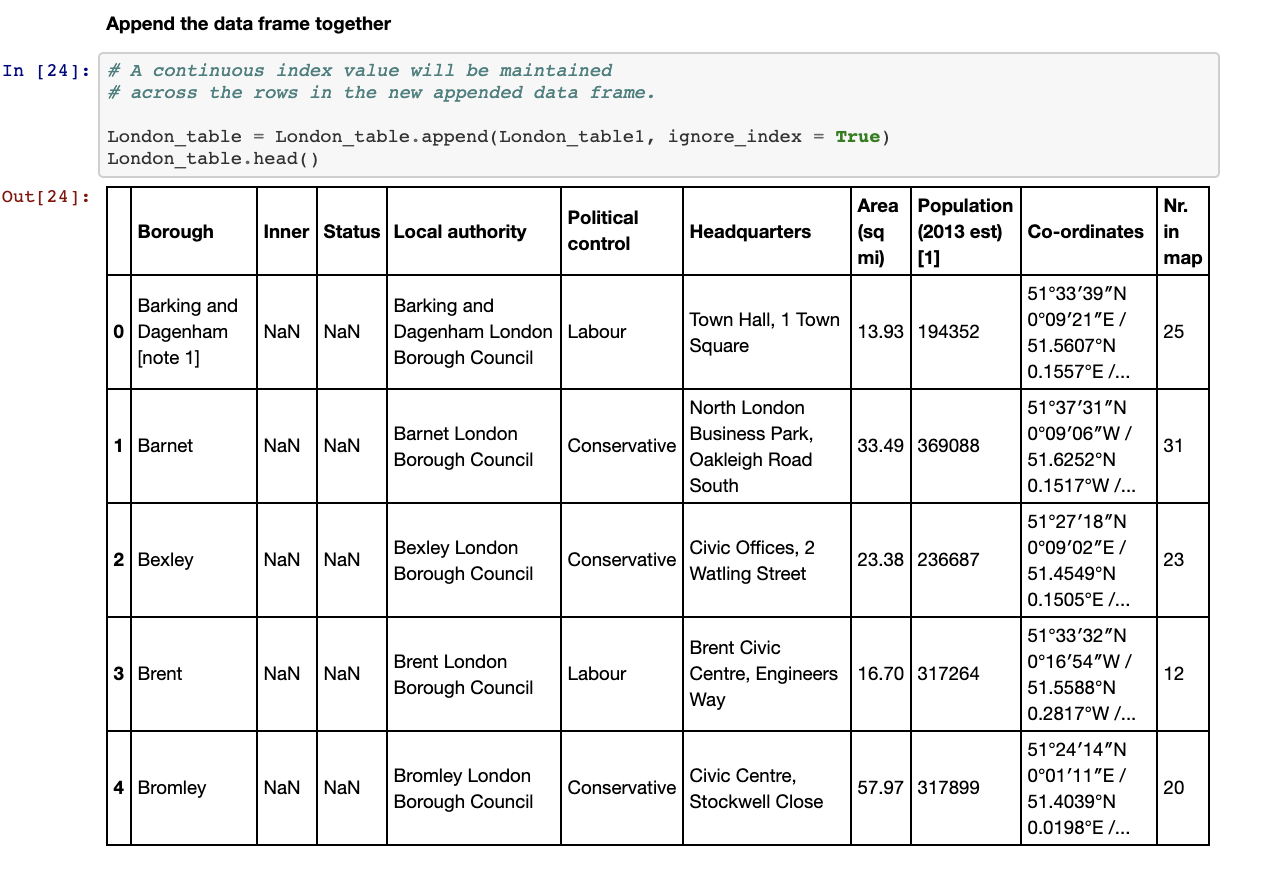 Append the data frame together
In [24]:
# A continuous index value will be maintained
# across the rows in the new appended data frame.
London_table = London_table.append(London_table1, ignore_index = True)
London_table.head()
Out[24]:
Borough
Inner
Status
Local authority
Political
control
Headquarters
Area
(sq
mi)
Population
(2013 est)
[1]
Co-ordinates
Nr.
in
map
0
Barking and
Dagenham
[note 1]
NaN
NaN
Barking and
Dagenham London
Borough Council
Labour
Town Hall, 1 Town
Square
13.93
194352
51°33′39″N
0°09′21″E /
51.5607°N
0.1557°E /...
25
1
Barnet
NaN
NaN
Barnet London
Borough Council
Conservative
North London
Business Park,
Oakleigh Road
South
33.49
369088
51°37′31″N
0°09′06″W /
51.6252°N
0.1517°W /...
31
2
Bexley
NaN
NaN
Bexley London
Borough Council
Conservative
Civic Offices, 2
Watling Street
23.38
236687
51°27′18″N
0°09′02″E /
51.4549°N
0.1505°E /...
23
3
Brent
NaN
NaN
Brent London
Borough Council
Labour
Brent Civic
Centre, Engineers
Way
16.70
317264
51°33′32″N
0°16′54″W /
51.5588°N
0.2817°W /...
12
4
Bromley
NaN
NaN
Bromley London
Borough Council
Conservative
Civic Centre,
Stockwell Close
57.97
317899
51°24′14″N
0°01′11″E /
51.4039°N
0.0198°E /...
20